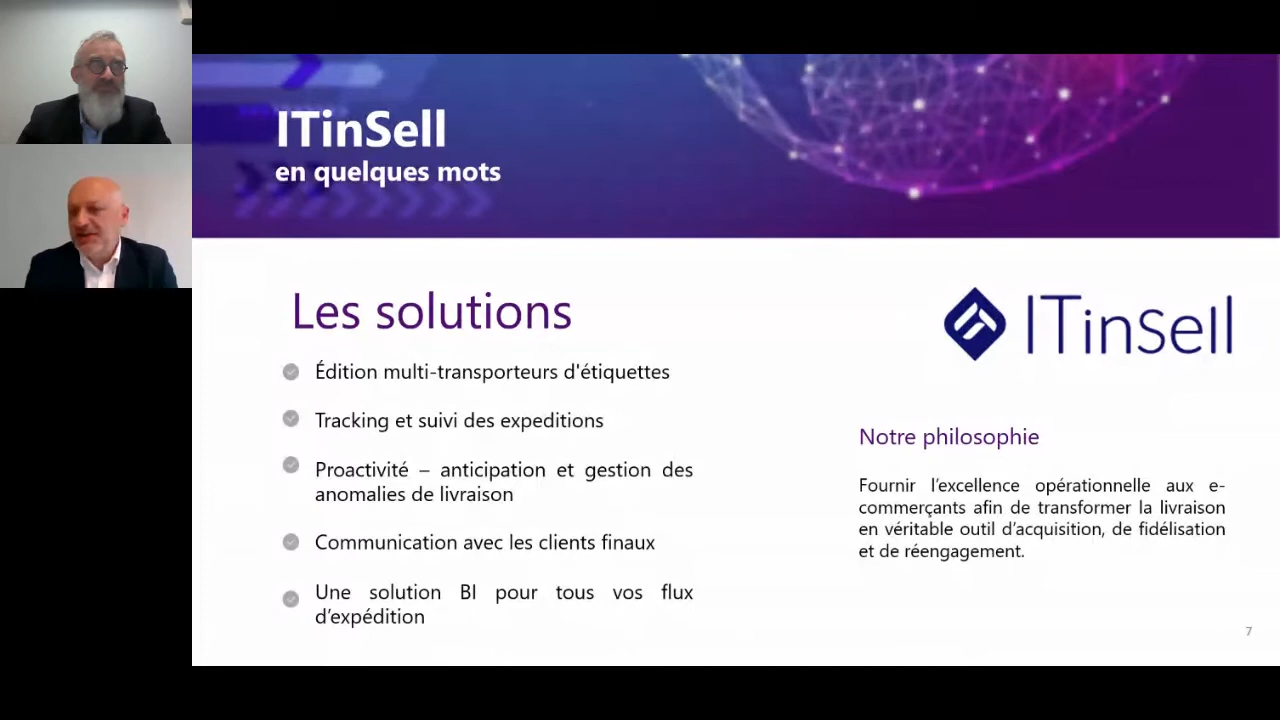 ITinSell
en quelques mots
Les solutions
Édition multi-transporteurs d'étiquettes
Tracking et suivi des expeditions
Proactivité – anticipation et gestion des
anomalies de livraison
Communication avec les clients finaux
Une solution BI pour tous vos flux
d’expédition
ITinSell
Notre philosophie
Fournir l’excellence opérationnelle aux e-
commerçants afin de transformer la livraison
en véritable outil d’acquisition, de fidélisation
et de réengagement.
7